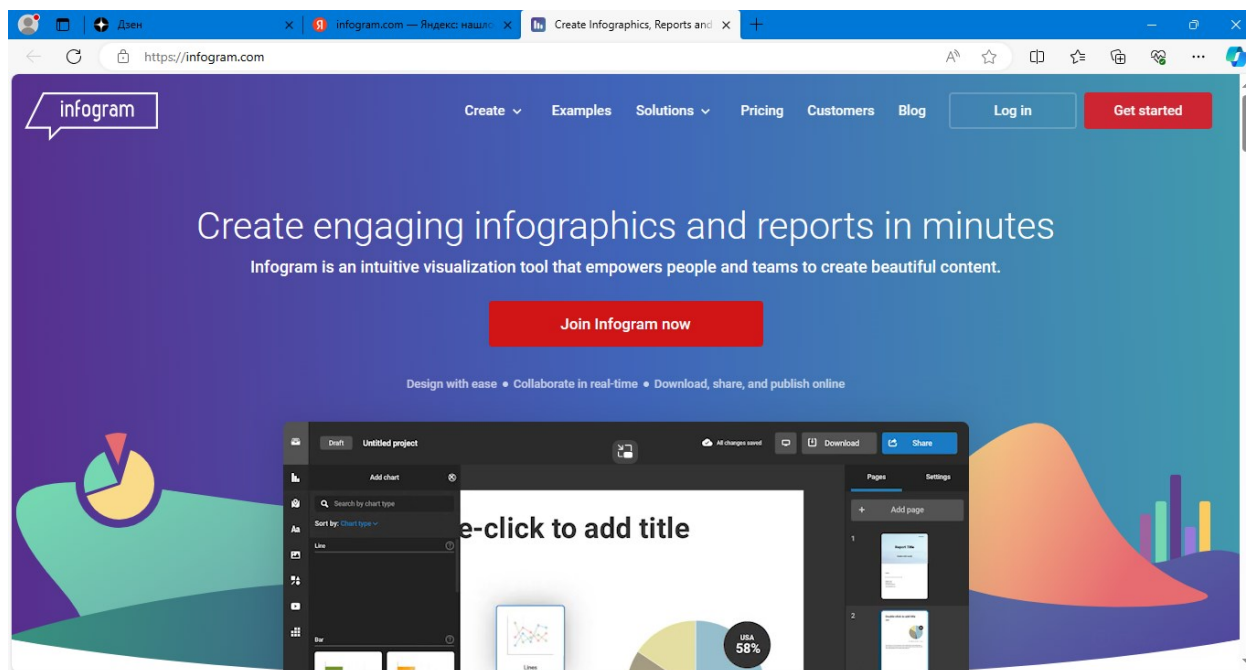 Дзен
infogram.com — Яндекс: нашло
Create Infographics, Reports and
https://infogram.com
infogram
Create Examples Solutions Pricing Customers Blog Log in Get started
Create engaging infographics and reports in minutes
Infogram is an intuitive visualization tool that empowers people and teams to create beautiful content.
Join Infogram now
Design with ease ● Collaborate in real-time ● Download, share, and publish online
Draft Untitled project All changes saved Download Share
Add chart Pages Settings
Search by chart type
+ Add page
Sort by: Chart type
Aa
e-click to add title
Line
1
Report Title
2
Bar
Lines
USA
58%